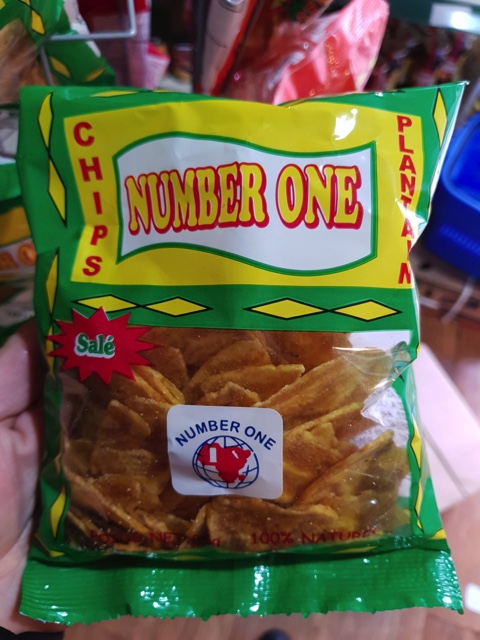 CHIPS
NUMBER ONE
PLANTAIN
Salé
NUMBER ONE
100% NATUREL